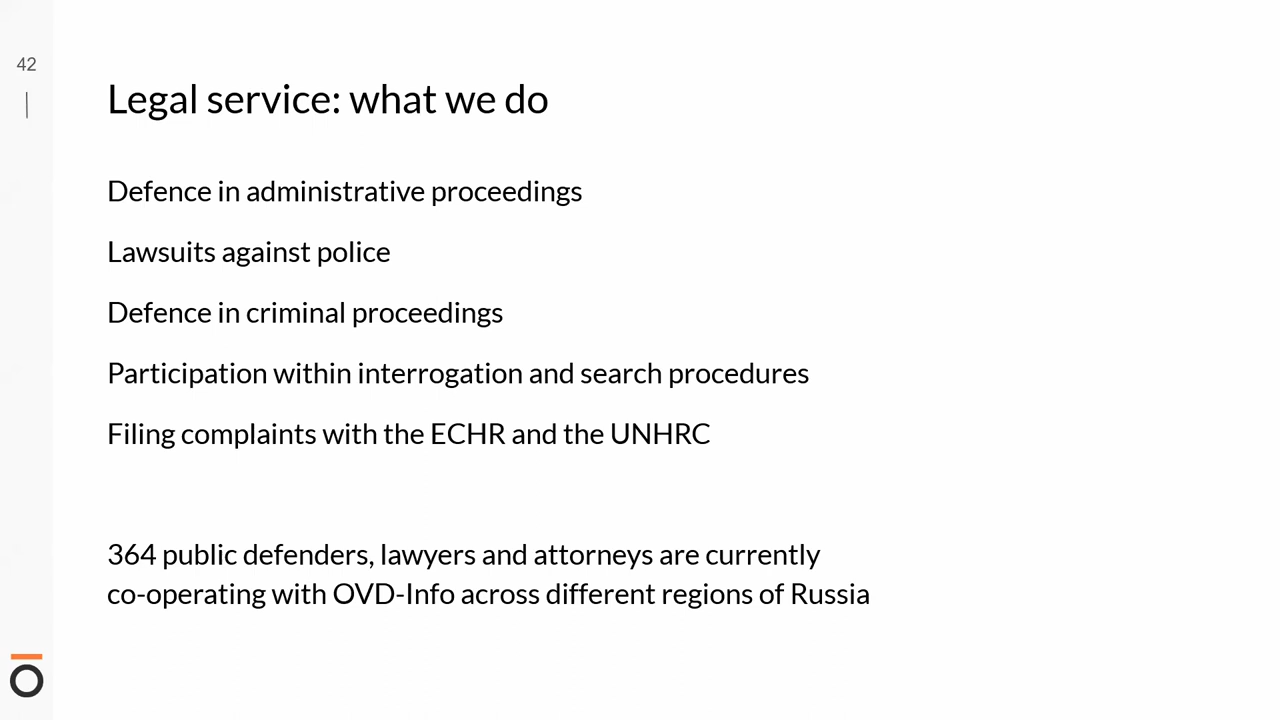 42
Legal service: what we do
Defence in administrative proceedings
Lawsuits against police
Defence in criminal proceedings
Participation within interrogation and search procedures
Filing complaints with the ECHR and the UNHRC
364 public defenders, lawyers and attorneys are currently
co-operating with OVD-Info across different regions of Russia